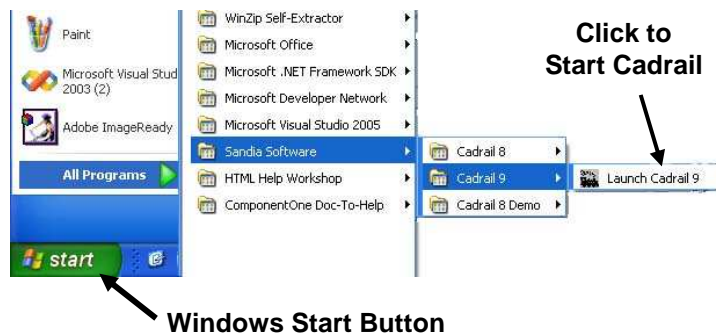 Paint
Microsoft Visual Stud
2003 (2)
Adobe ImageReady
All Programs
start
WinZip Self-Extractor
Microsoft Office
Microsoft .NET Framework SDK
Microsoft Developer Network
Microsoft Visual Studio 2005
Sandia Software
HTML Help Workshop
ComponentOne Doc-To-Help
Cadrail 8
Cadrail 9
Cadrail 8 Demo
Launch Cadrail 9
Click to
Start Cadrail
Windows Start Button